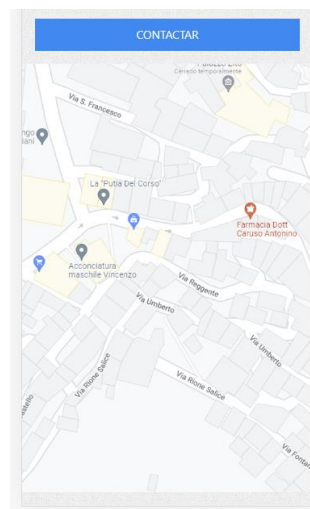 CONTACTAR
Cerrado temporalmente
Via S. Francesco
La "Putia Del Corso"
Farmacia Dott
Caruso Antonino
Acconciatura
maschile Vincenzo
Via Reggente
Via Umberto
Via Umberto
Via Rione Salice
Via Rione Salice